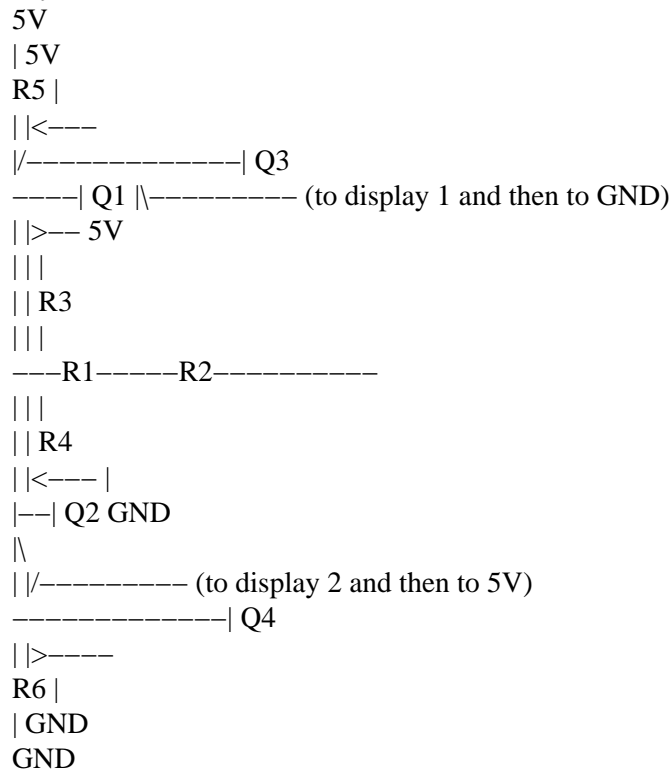 5V
| 5V
R5 |
| |<−−−
|/−−−−−−−−−−−−−| Q3
−−−−| Q1 |\−−−−−−−−− (to display 1 and then to GND)
| |>−− 5V
| | |
| | R3
| | |
−−−R1−−−−−R2−−−−−−−−−−
| | |
| | R4
| |<−−− |
|−−| Q2 GND
|\
| |/−−−−−−−−− (to display 2 and then to 5V)
−−−−−−−−−−−−−| Q4
| |>−−−−
R6 |
| GND
GND